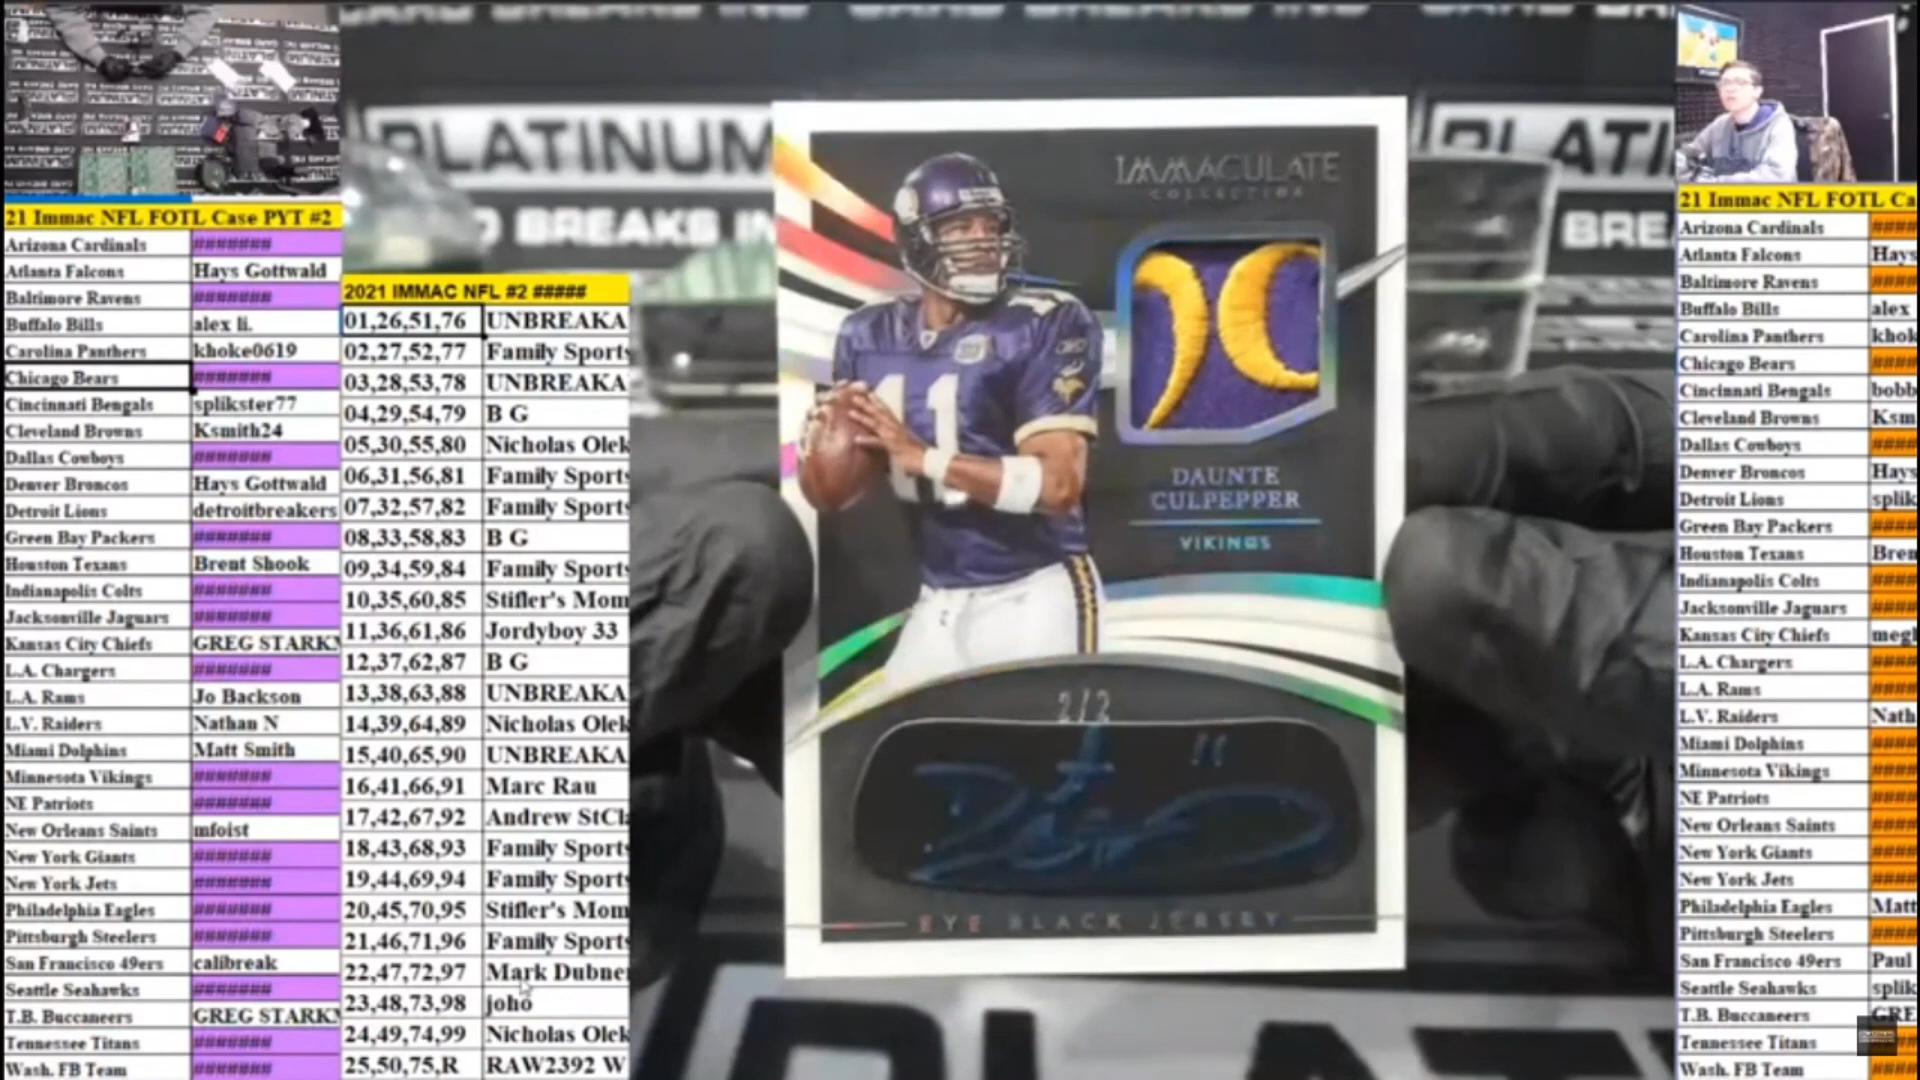 21 Immac NFL FOTL Case PYT #2
Arizona Cardinals #######
Atlanta Falcons Hays Gottwald
Baltimore Ravens #######
Buffalo Bills alex li.
Carolina Panthers khoke0619
Chicago Bears #######
Cincinnati Bengals splikster77
Cleveland Browns Ksmith24
Dallas Cowboys #######
Denver Broncos Hays Gottwald
Detroit Lions detroitbreakers
Green Bay Packers #######
Houston Texans Brent Shook
Indianapolis Colts #######
Jacksonville Jaguars #######
Kansas City Chiefs GREG STARK
L.A. Chargers #######
L.A. Rams Jo Backson
L.V. Raiders Nathan N
Miami Dolphins Matt Smith
Minnesota Vikings #######
NE Patriots #######
New Orleans Saints mfoist
New York Giants #######
New York Jets #######
Philadelphia Eagles #######
Pittsburgh Steelers #######
San Francisco 49ers calibreak
Seattle Seahawks #######
T.B. Buccaneers GREG STARK
Tennessee Titans #######
Wash. FB Team #######
2021 IMMAC NFL #2 #####
01,26,51,76 UNBREAKA
02,27,52,77 Family Sports
03,28,53,78 UNBREAKA
04,29,54,79 B G
05,30,55,80 Nicholas Olek
06,31,56,81 Family Sports
07,32,57,82 Family Sports
08,33,58,83 B G
09,34,59,84 Family Sports
10,35,60,85 Stifler's Mom
11,36,61,86 Jordyboy 33
12,37,62,87 B G
13,38,63,88 UNBREAKA
14,39,64,89 Nicholas Olek
15,40,65,90 UNBREAKA
16,41,66,91 Marc Rau
17,42,67,92 Andrew StCl
18,43,68,93 Family Sports
19,44,69,94 Family Sports
20,45,70,95 Stifler's Mom
21,46,71,96 Family Sports
22,47,72,97 Mark Dubne
23,48,73,98 joho
24,49,74,99 Nicholas Olek
25,50,75,R RAW2392 W
CARD BREAKS INC
PLATINUM
BREAKS IN
IMMACULATE
COLLECTION
11
DAUNTE
CULPEPPER
VIKINGS
2/2
EYE BLACK JERSEY
PLATI
BRE
PLAT
21 Immac NFL FOTL Ca
Arizona Cardinals ####
Atlanta Falcons Hays
Baltimore Ravens ####
Buffalo Bills alex
Carolina Panthers khok
Chicago Bears ####
Cincinnati Bengals bobb
Cleveland Browns Ksm
Dallas Cowboys ####
Denver Broncos Hays
Detroit Lions splik
Green Bay Packers ####
Houston Texans Bren
Indianapolis Colts ####
Jacksonville Jaguars ####
Kansas City Chiefs megl
L.A. Chargers ####
L.A. Rams ####
L.V. Raiders Nath
Miami Dolphins ####
Minnesota Vikings ####
NE Patriots ####
New Orleans Saints ####
New York Giants ####
New York Jets ####
Philadelphia Eagles Matt
Pittsburgh Steelers ####
San Francisco 49ers Paul
Seattle Seahawks splik
T.B. Buccaneers GRE
Tennessee Titans ####
Wash. FB Team ####